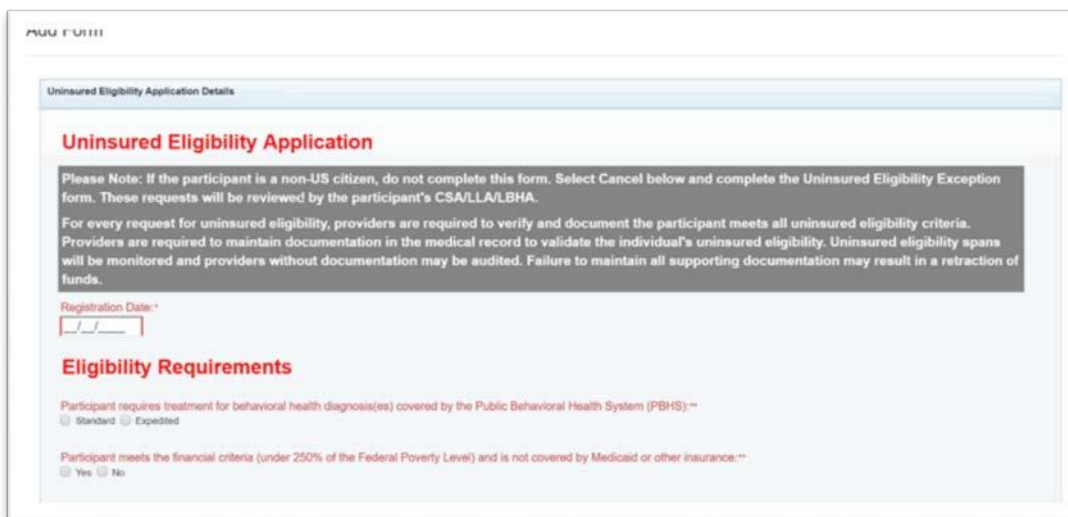 Add Form
Uninsured Eligibility Application Details
Uninsured Eligibility Application
Please Note: If the participant is a non-US citizen, do not complete this form. Select Cancel below and complete the Uninsured Eligibility Exception
form. These requests will be reviewed by the participant's CSA/LLA/LBHA.
For every request for uninsured eligibility, providers are required to verify and document the participant meets all uninsured eligibility criteria.
Providers are required to maintain documentation in the medical record to validate the individual's uninsured eligibility. Uninsured eligibility spans
will be monitored and providers without documentation may be audited. Failure to maintain all supporting documentation may result in a retraction of
funds.
Registration Date:*
__/__/____
Eligibility Requirements
Participant requires treatment for behavioral health diagnosis(es) covered by the Public Behavioral Health System (PBHS):**
Standard Expedited
Participant meets the financial criteria (under 250% of the Federal Poverty Level) and is not covered by Medicaid or other insurance:**
Yes No